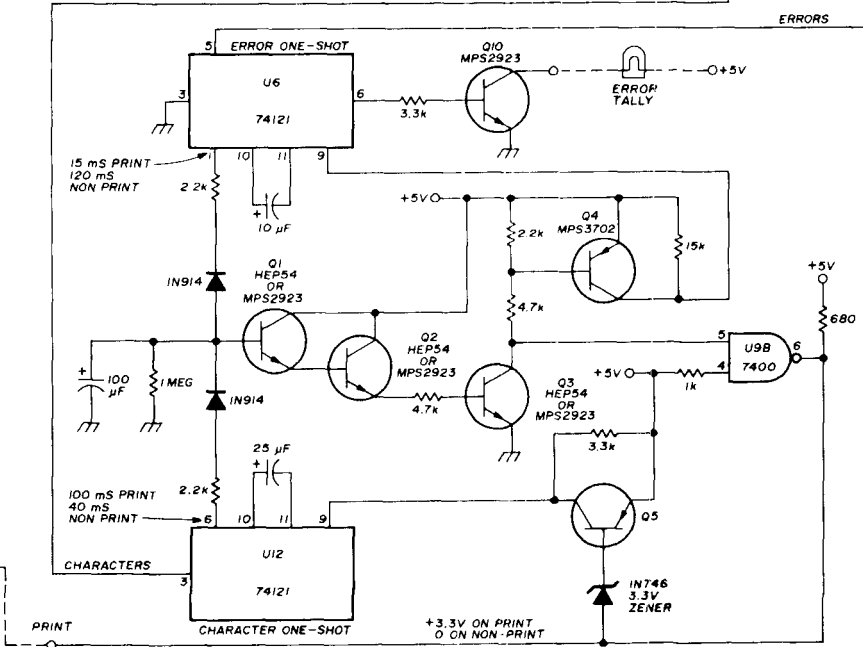 ERRORS
5
ERROR ONE-SHOT
Q10
MPS2923
U6
3
74121
6
3.3k
+5V
ERROR
TALLY
15 mS PRINT
120 mS
NON PRINT
1
10
11
9
2.2k
+
10 µF
+5V
Q4
MPS3702
2.2k
15k
+5V
1N914
Q1
HEP54
OR
MPS2923
4.7k
680
Q2
HEP54
OR
MPS2923
5
U9B
7400
6
+
100
µF
1 MEG
1N914
4.7k
Q3
HEP54
OR
MPS2923
+5V
4
1k
25 µF
+
3.3k
100 mS PRINT
40 mS
NON PRINT
2.2k
6
10
11
9
Q5
U12
CHARACTERS
3
74121
1N746
3.3V
ZENER
PRINT
CHARACTER ONE-SHOT
+3.3V ON PRINT
0 ON NON-PRINT